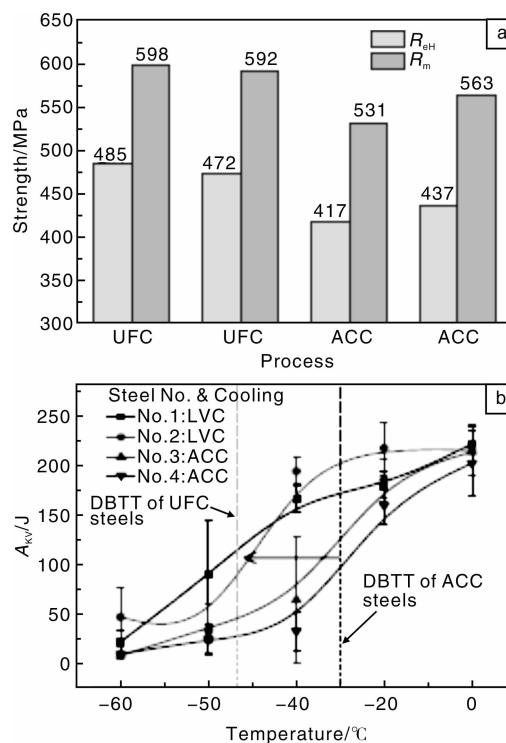 a
R_eH
R_m
650
600
550
500
450
400
350
300
Strength/MPa
485
598
472
592
417
531
437
563
UFC
UFC
ACC
ACC
Process
b
Steel No. & Cooling
No.1:LVC
No.2:LVC
No.3:ACC
No.4:ACC
DBTT of UFC
steels
DBTT of ACC
steels
250
200
150
100
50
0
A_KV/J
−60
−50
−40
−20
0
Temperature/℃